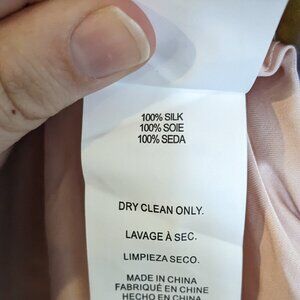 100% SILK
100% SOIE
100% SEDA
DRY CLEAN ONLY.
LAVAGE À SEC.
LIMPIEZA SECO.
MADE IN CHINA
FABRIQUÉ EN CHINE
HECHO EN CHINA